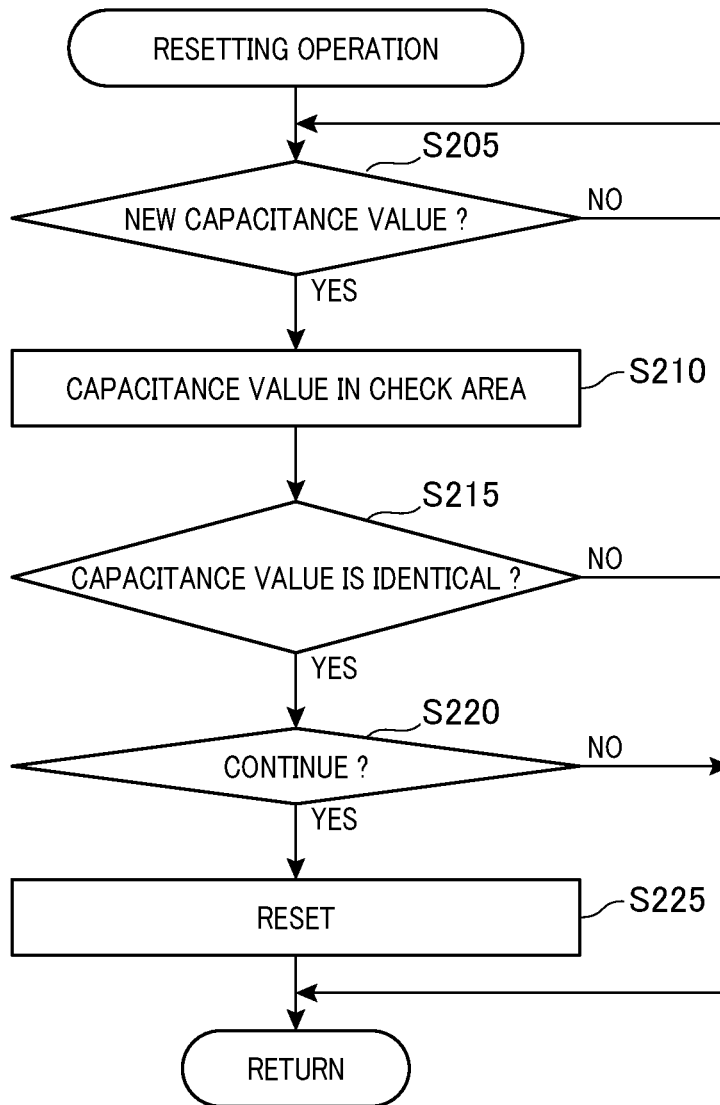 RESETTING OPERATION
S205
NEW CAPACITANCE VALUE ?
NO
YES
CAPACITANCE VALUE IN CHECK AREA
S210
S215
CAPACITANCE VALUE IS IDENTICAL ?
NO
YES
S220
CONTINUE ?
NO
YES
RESET
S225
RETURN